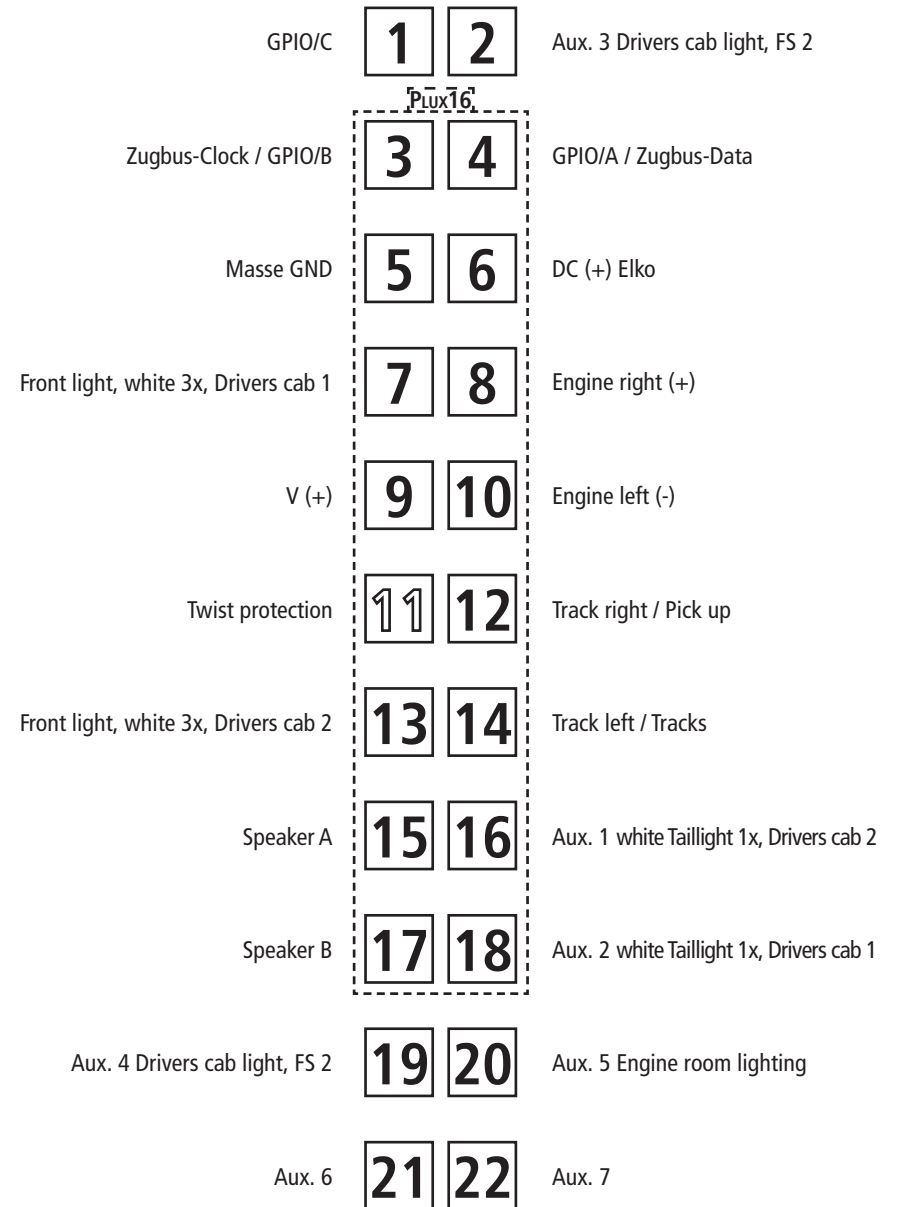 GPIO/C 1 2 Aux. 3 Drivers cab light, FS 2
PLUX16
Zugbus-Clock / GPIO/B 3 4 GPIO/A / Zugbus-Data
Masse GND 5 6 DC (+) Elko
Front light, white 3x, Drivers cab 1 7 8 Engine right (+)
V (+) 9 10 Engine left (-)
Twist protection 11 12 Track right / Pick up
Front light, white 3x, Drivers cab 2 13 14 Track left / Tracks
Speaker A 15 16 Aux. 1 white Taillight 1x, Drivers cab 2
Speaker B 17 18 Aux. 2 white Taillight 1x, Drivers cab 1
Aux. 4 Drivers cab light, FS 2 19 20 Aux. 5 Engine room lighting
Aux. 6 21 22 Aux. 7